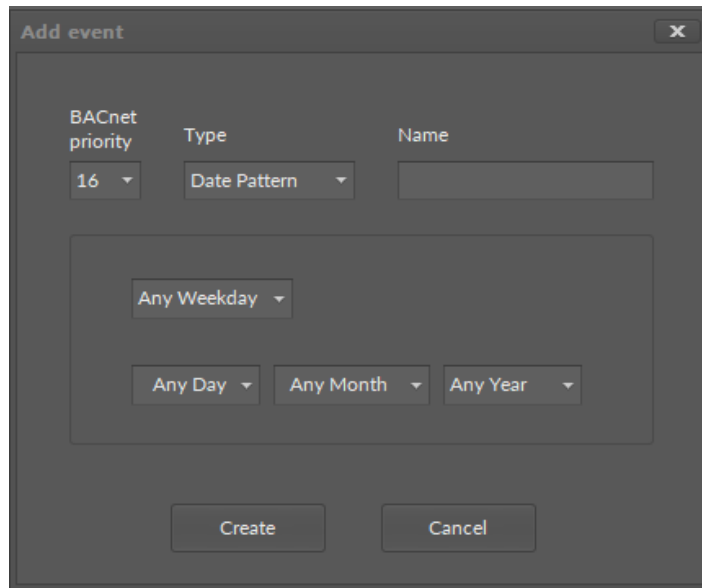 Add event
x
BACnet
priority
Type
Name
16
Date Pattern
Any Weekday
Any Day
Any Month
Any Year
Create
Cancel